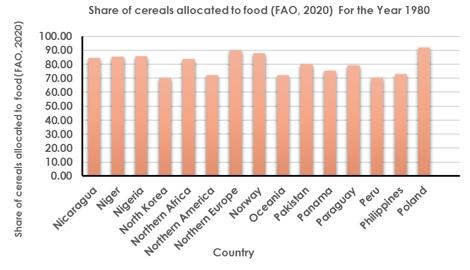 Share of cereals allocated to food (FAO, 2020)  For the Year 1980
Share of cereals allocated to food (FAO, 2020)
100.00
90.00
80.00
70.00
60.00
50.00
40.00
30.00
20.00
10.00
0.00
Nicaragua
Niger
Nigeria
North Korea
Northern Africa
Northern America
Northern Europe
Norway
Oceania
Pakistan
Panama
Paraguay
Peru
Philippines
Poland
Country